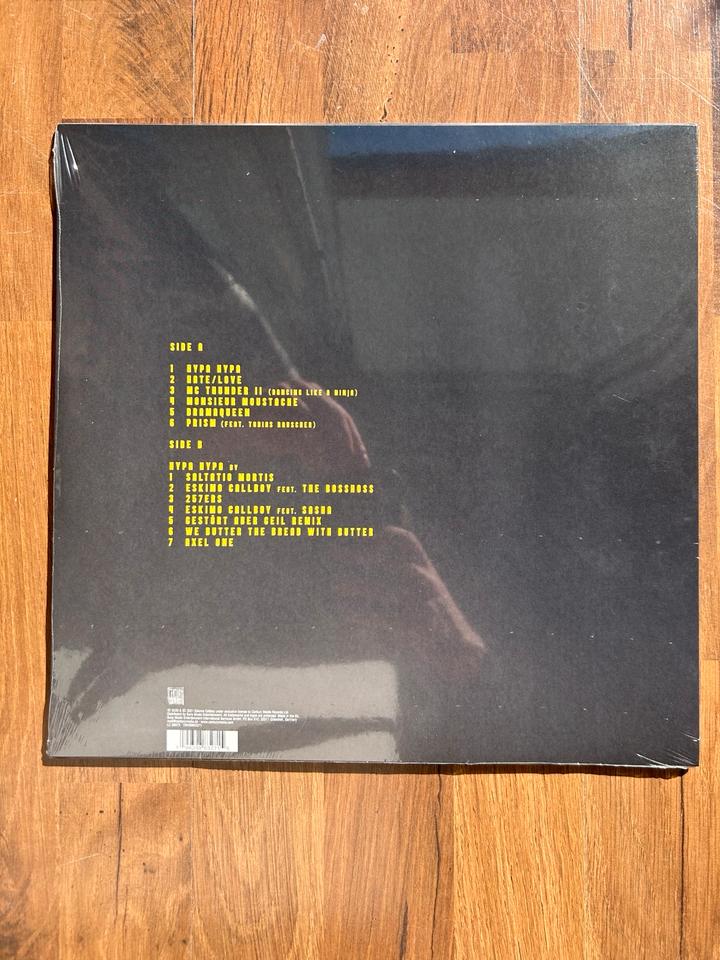 SIDE A
1 HYPA HYPA
2 HATE/LOVE
3 MC THUNDER II (DANCING LIKE A NINJA)
4 MONSIEUR MOUSTACHE
5 DRAMAQUEEN
6 PRISM (FEAT. TOBIAS RAUSCHER)
SIDE B
HYPA HYPA BY
1 SALTATIO MORTIS
2 ESKIMO CALLBOY FEAT. THE BOSSHOSS
3 257ERS
4 ESKIMO CALLBOY FEAT. SASHA
5 GESTÖRT ABER GEIL REMIX
6 WE BUTTER THE BREAD WITH BUTTER
7 AXEL ONE